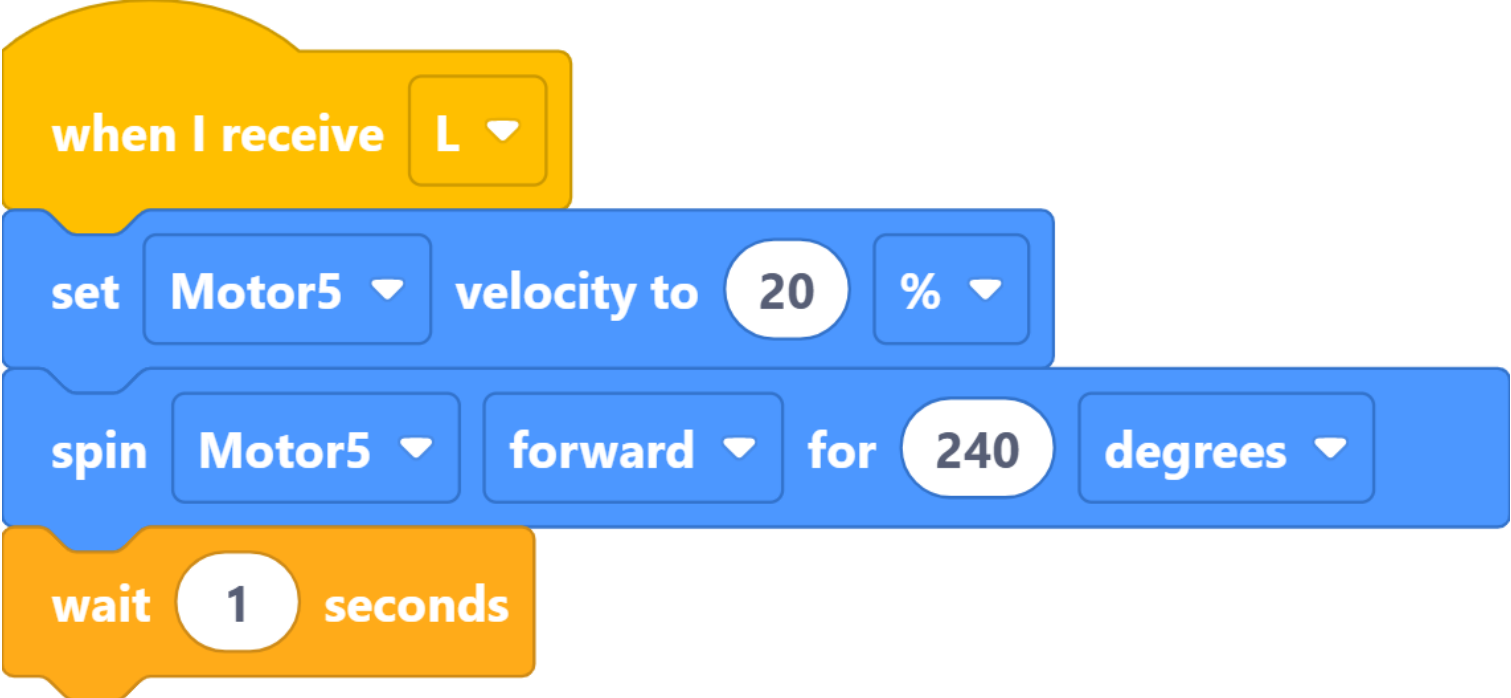 when I receive L
set Motor5 velocity to 20 %
spin Motor5 forward for 240 degrees
wait 1 seconds